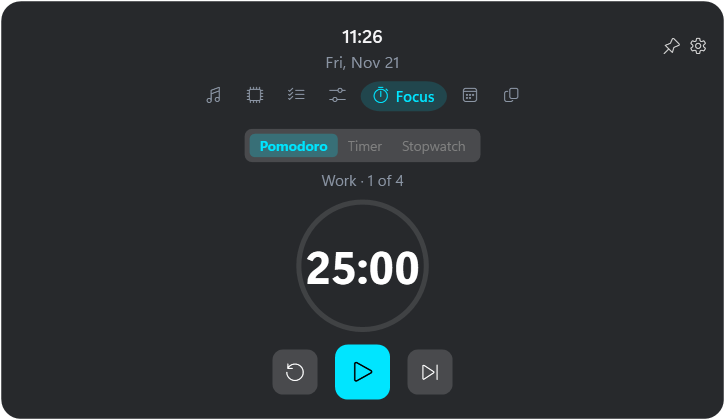 11:26
Fri, Nov 21
Focus
Pomodoro Timer Stopwatch
Work · 1 of 4
25:00